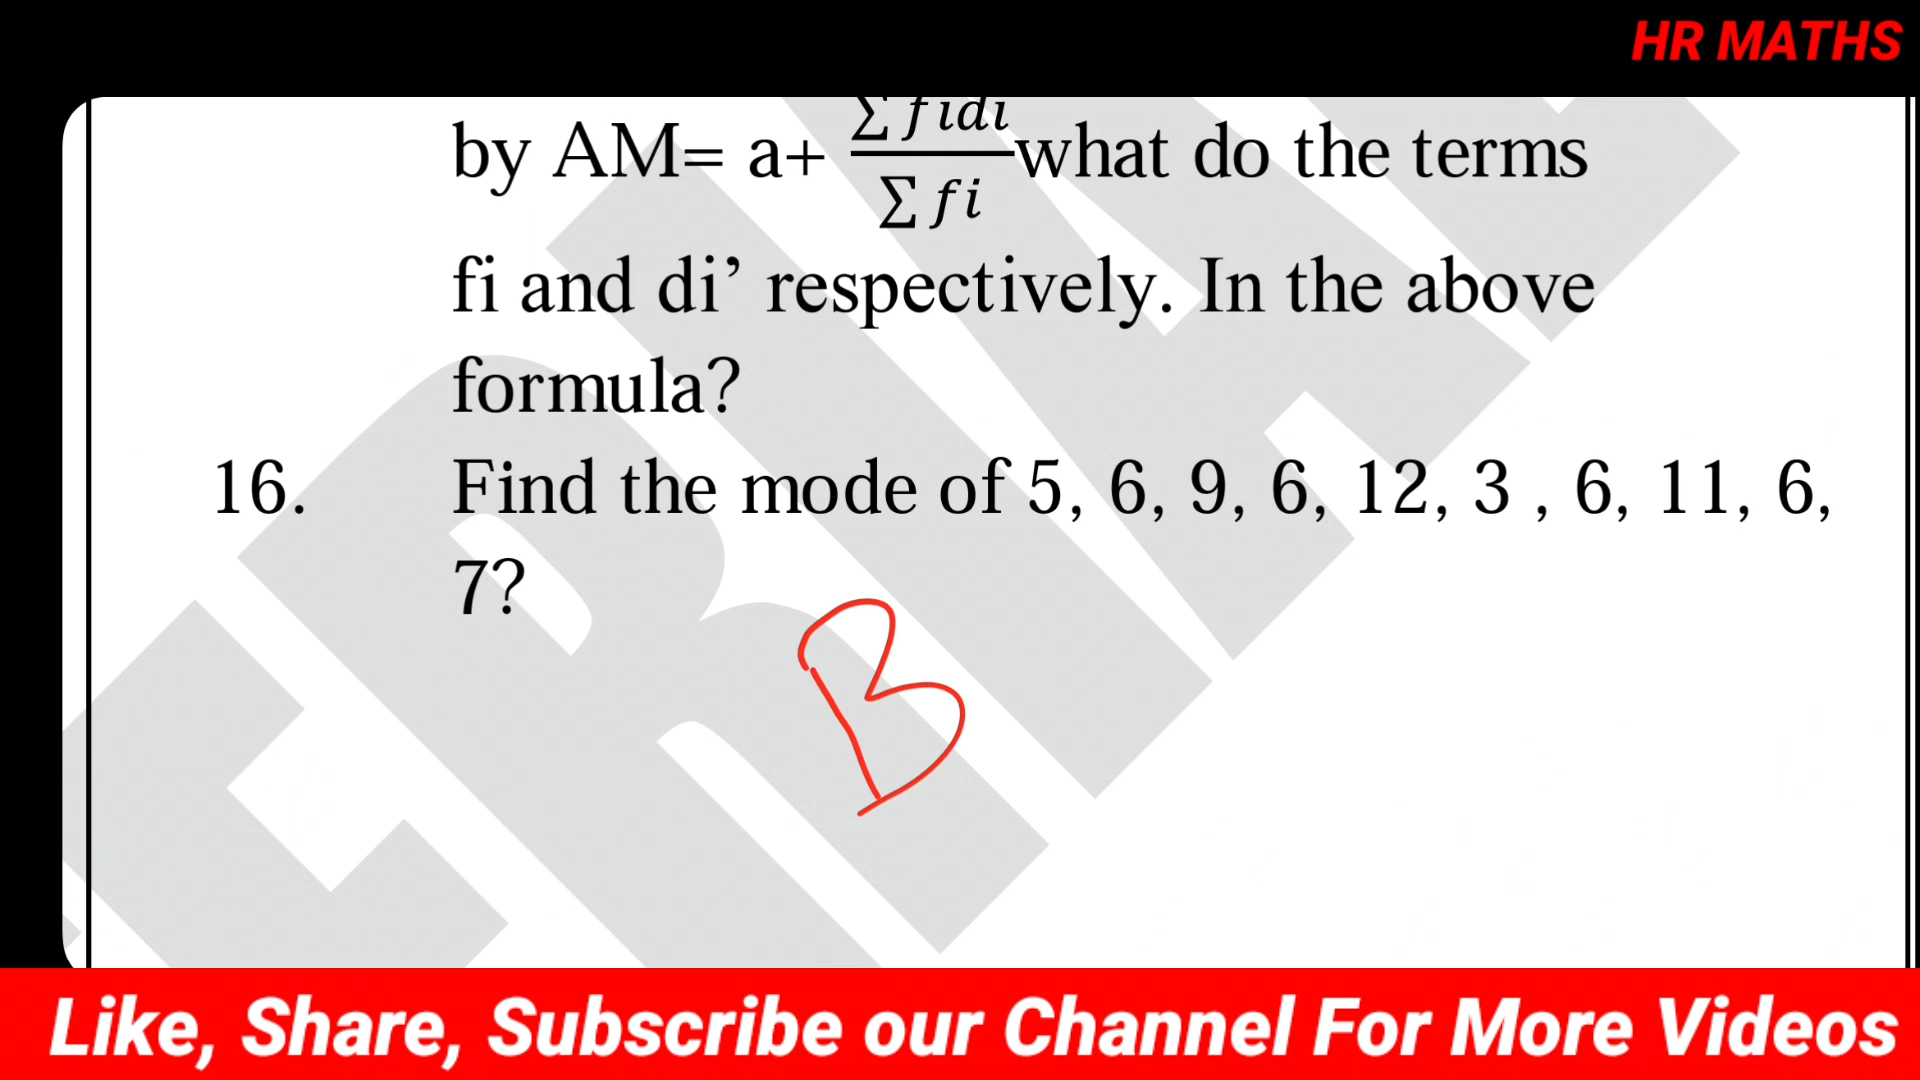 HR MATHS
by AM= a+ ∑fidi/∑fi what do the terms
fi and di’ respectively. In the above
formula?
16. Find the mode of 5, 6, 9, 6, 12, 3 , 6, 11, 6,
7?
B
Like, Share, Subscribe our Channel For More Videos